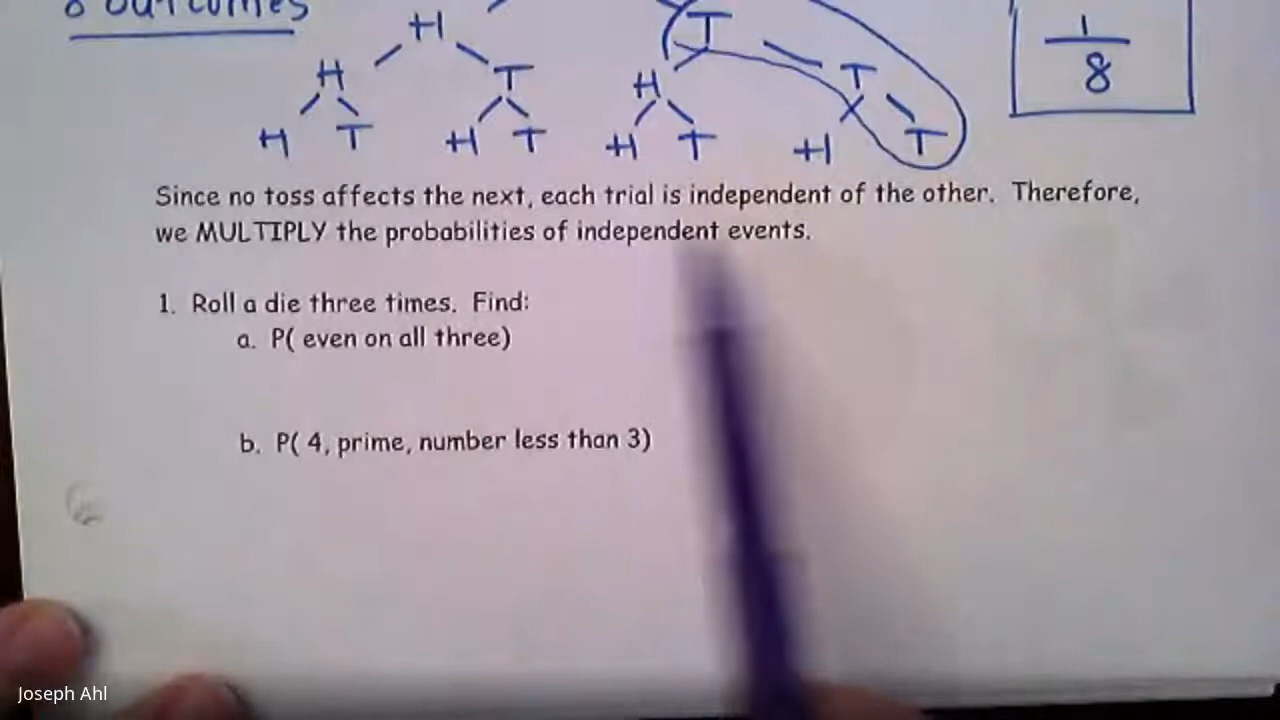 8 outcomes
H T
H T H T
1
8
H T H T H T H T
Since no toss affects the next, each trial is independent of the other. Therefore,
we MULTIPLY the probabilities of independent events.
1. Roll a die three times. Find:
a. P( even on all three)
b. P( 4, prime, number less than 3)
Joseph Ahl